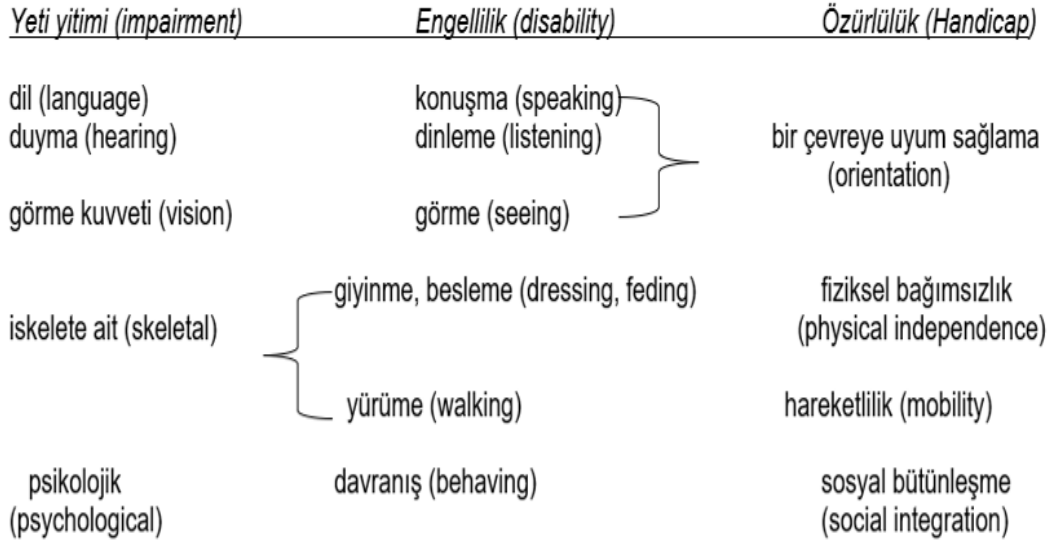 Yeti yitimi (impairment) Engellilik (disability) Özürlülük (Handicap)
dil (language) konuşma (speaking)
duyma (hearing) dinleme (listening) bir çevreye uyum sağlama
(orientation)
görme kuvveti (vision) görme (seeing)
giyinme, besleme (dressing, feding) fiziksel bağımsızlık
iskelete ait (skeletal) (physical independence)
yürüme (walking) hareketlilik (mobility)
psikolojik davranış (behaving) sosyal bütünleşme
(psychological) (social integration)